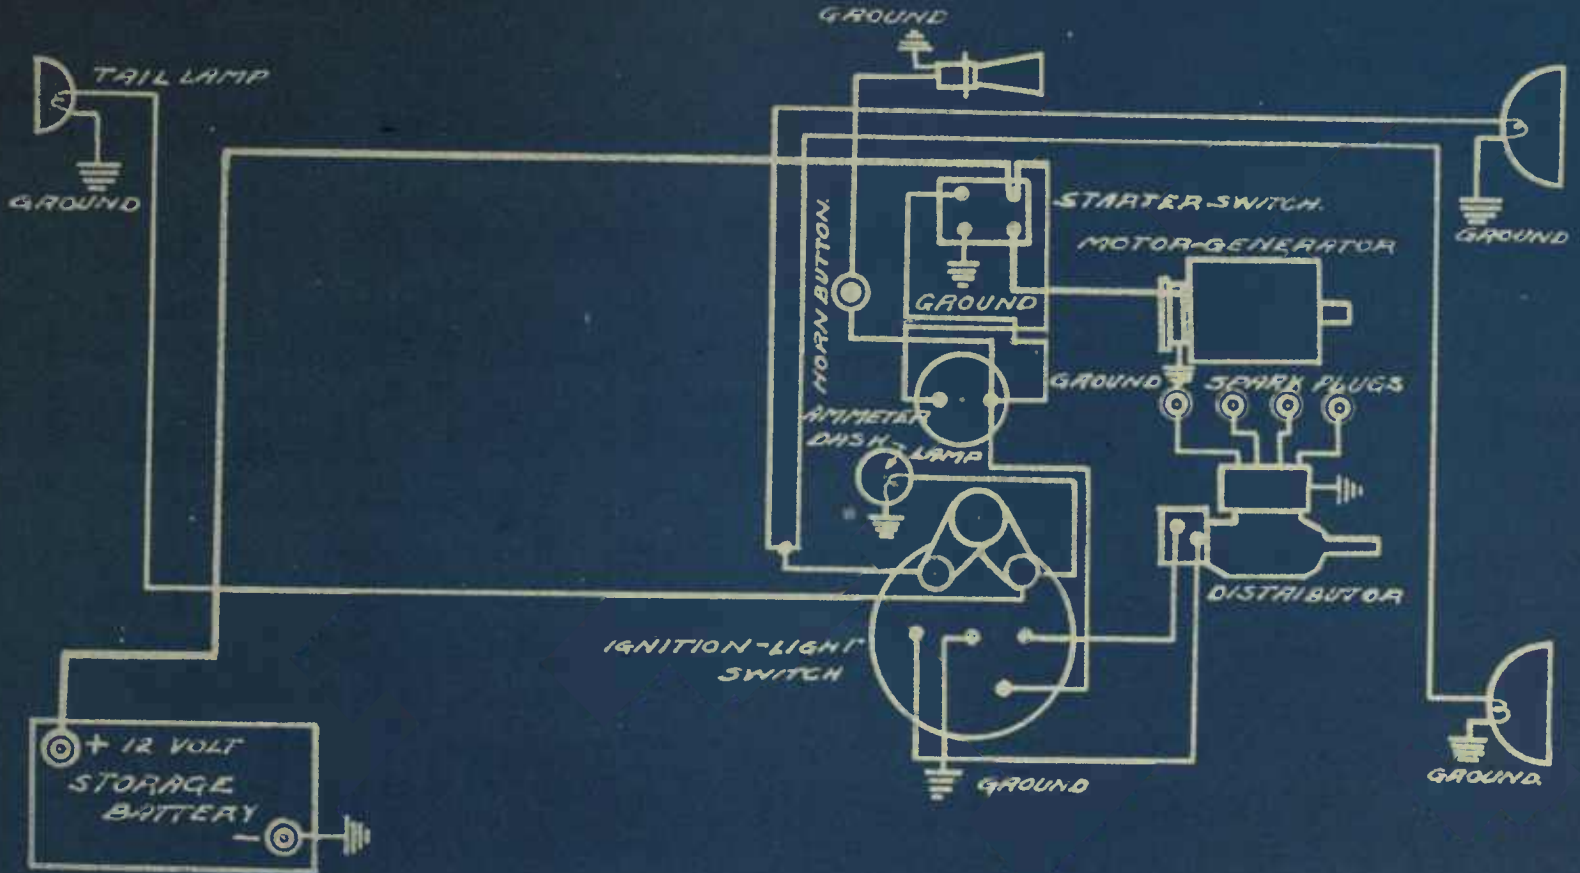 GROUND
TAIL LAMP
GROUND
STARTER SWITCH.
MOTOR-GENERATOR
GROUND
HORN BUTTON.
GROUND
GROUND
SPARK PLUGS
AMMETER
DASH
LAMP
DISTRIBUTOR
IGNITION-LIGHT
SWITCH
+ 12 VOLT
STORAGE
BATTERY
-
GROUND
GROUND.